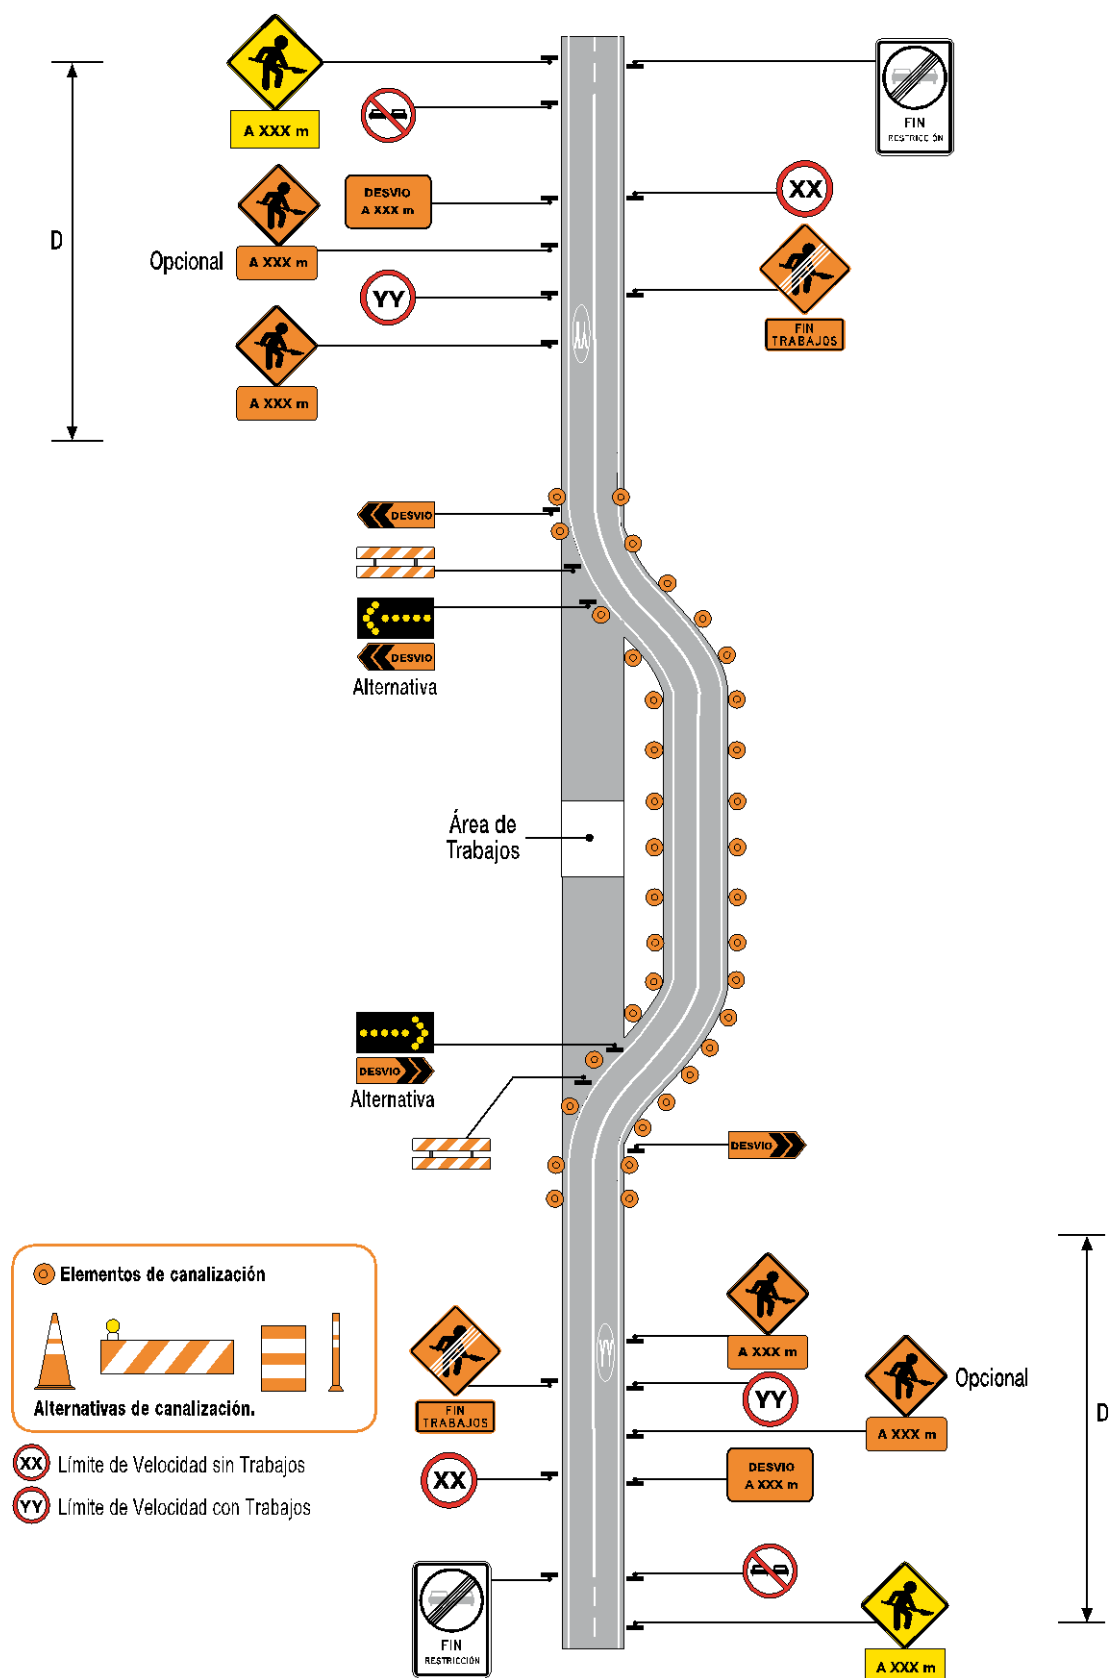 A XXX m
FIN
RESTRICCIÓN
XX
DESVIO
A XXX m
D
Opcional
A XXX m
YY
FIN
TRABAJOS
YY
A XXX m
DESVIO
DESVIO
Alternativa
Área de
Trabajos
DESVIO
Alternativa
DESVIO
Elementos de canalización
Alternativas de canalización.
XX Límite de Velocidad sin Trabajos
YY Límite de Velocidad con Trabajos
YY
A XXX m
Opcional
FIN
TRABAJOS
YY
D
A XXX m
XX
DESVIO
A XXX m
FIN
RESTRICCIÓN
A XXX m